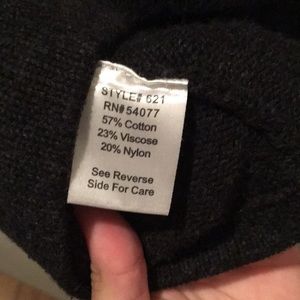 STYLE# 621
RN#54077
57% Cotton
23% Viscose
20% Nylon
See Reverse
Side For Care